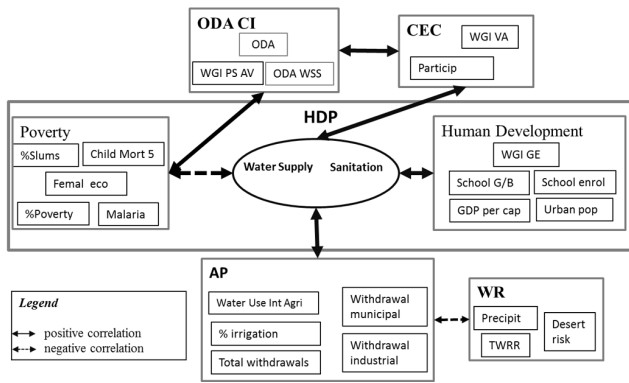 ODA CI
ODA
WGI PS AV
ODA WSS
CEC
WGI VA
Particip
HDP
Poverty
%Slums
Child Mort 5
Femal eco
%Poverty
Malaria
Water Supply
Sanitation
Human Development
WGI GE
School G/B
School enrol
GDP per cap
Urban pop
AP
Water Use Int Agri
% irrigation
Total withdrawals
Withdrawal
municipal
Withdrawal
industrial
WR
Precipit
TWRR
Desert
risk
Legend
positive correlation
negative correlation